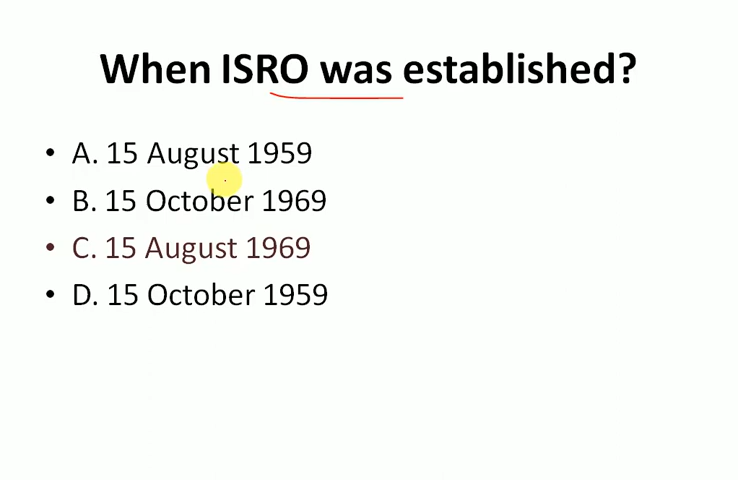 When ISRO was established?
• A. 15 August 1959
• B. 15 October 1969
• C. 15 August 1969
• D. 15 October 1959